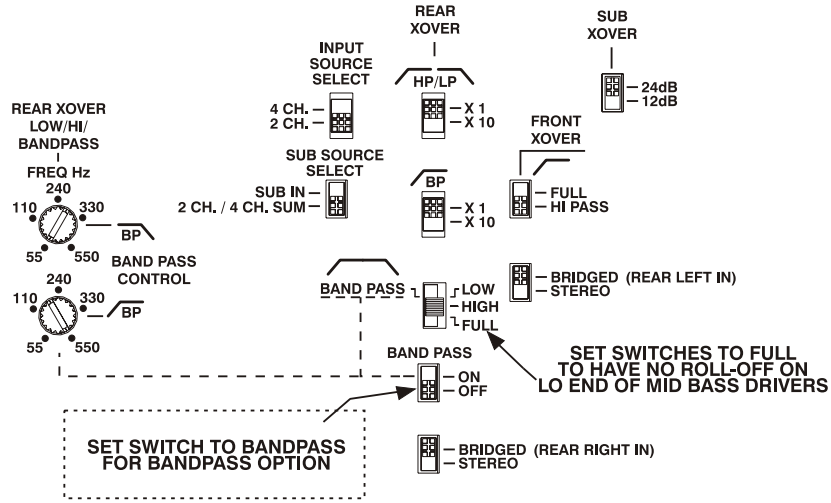 REAR
XOVER
SUB
XOVER
INPUT
SOURCE
SELECT
HP/LP
24dB
12dB
4 CH.
2 CH.
X 1
X 10
REAR XOVER
LOW/HI/
BANDPASS
FREQ Hz
FRONT
XOVER
SUB SOURCE
SELECT
SUB IN
2 CH. / 4 CH. SUM
BP
X 1
X 10
FULL
HI PASS
240
110
330
55
550
BP
BAND PASS
CONTROL
240
110
330
55
550
BP
BAND PASS
LOW
HIGH
FULL
BRIDGED (REAR LEFT IN)
STEREO
BAND PASS
ON
OFF
SET SWITCHES TO FULL
TO HAVE NO ROLL-OFF ON
LO END OF MID BASS DRIVERS
SET SWITCH TO BANDPASS
FOR BANDPASS OPTION
BRIDGED (REAR RIGHT IN)
STEREO